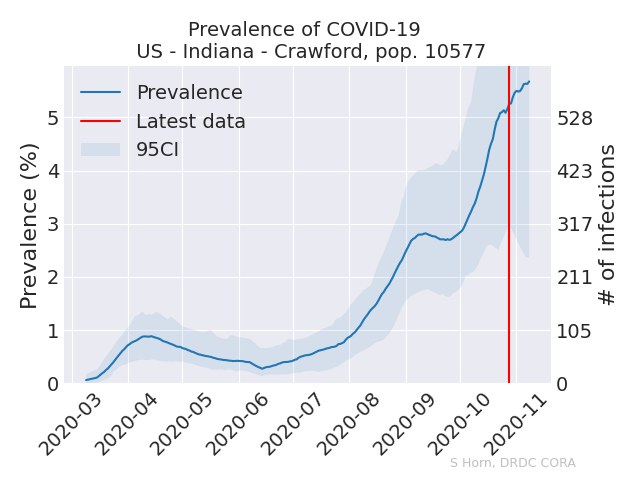 Prevalence of COVID-19
US - Indiana - Crawford, pop. 10577
Prevalence
Latest data
95CI
Prevalence (%)
5
4
3
2
1
0
528
423
317
211
105
0
# of infections
2020-03
2020-04
2020-05
2020-06
2020-07
2020-08
2020-09
2020-10
2020-11
S Horn, DRDC CORA